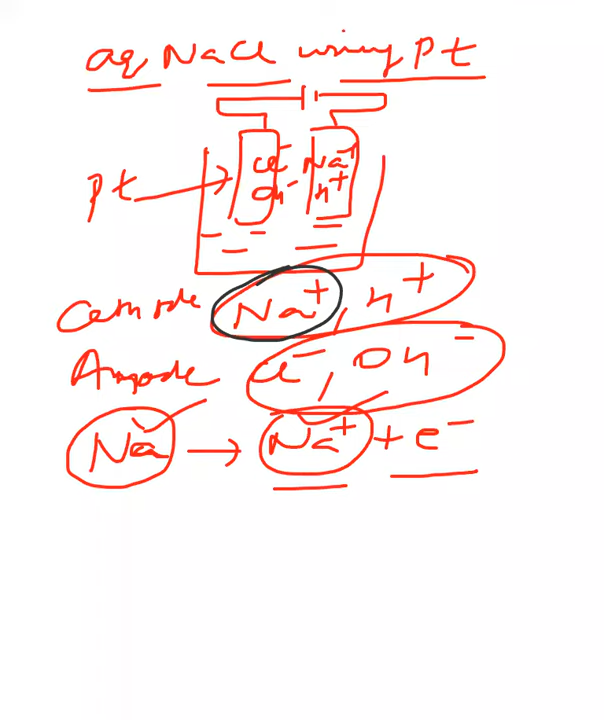 aq NaCl using Pt
Cl⁻ Na⁺
Pt OH⁻ H⁺
Cathode Na⁺, H⁺
Anode Cl⁻, OH⁻
Na → Na⁺ + e⁻